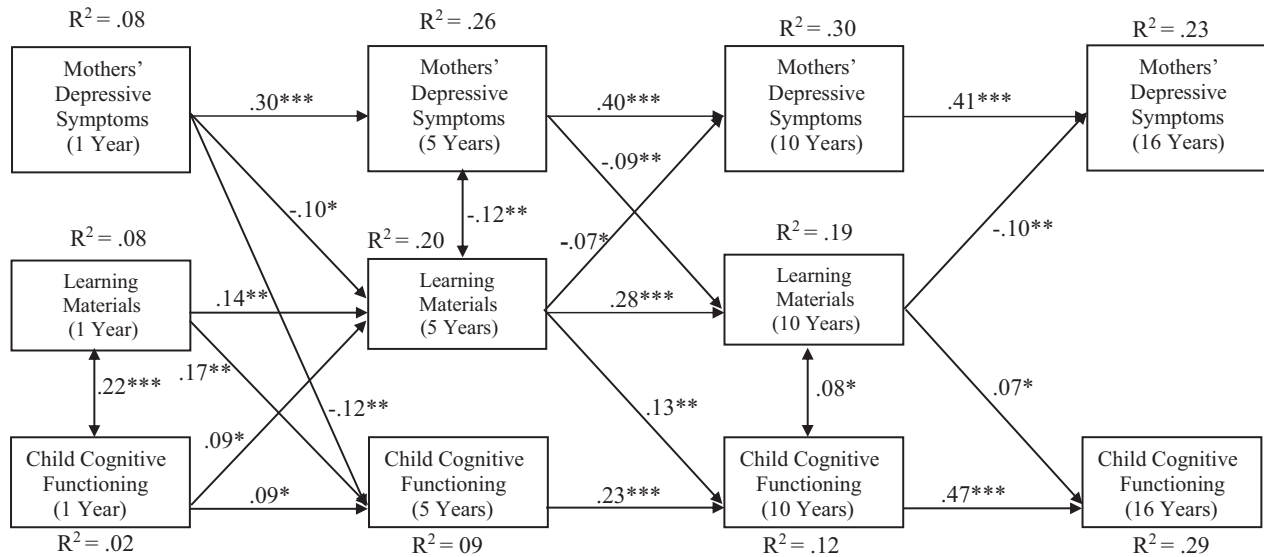 R² = .08
R² = .26
R² = .30
R² = .23
Mothers’
Depressive
Symptoms
(1 Year)
.30***
Mothers’
Depressive
Symptoms
(5 Years)
.40***
Mothers’
Depressive
Symptoms
(10 Years)
.41***
Mothers’
Depressive
Symptoms
(16 Years)
-.10*
-.12**
-.09**
-.07*
-.10**
R² = .08
R² = .20
R² = .19
Learning
Materials
(1 Year)
.14**
Learning
Materials
(5 Years)
.28***
Learning
Materials
(10 Years)
.22***
.17**
-.12**
.09*
.13**
.08*
.07*
Child Cognitive
Functioning
(1 Year)
.09*
Child Cognitive
Functioning
(5 Years)
.23***
Child Cognitive
Functioning
(10 Years)
.47***
Child Cognitive
Functioning
(16 Years)
R² = .02
R² = 09
R² = .12
R² = .29